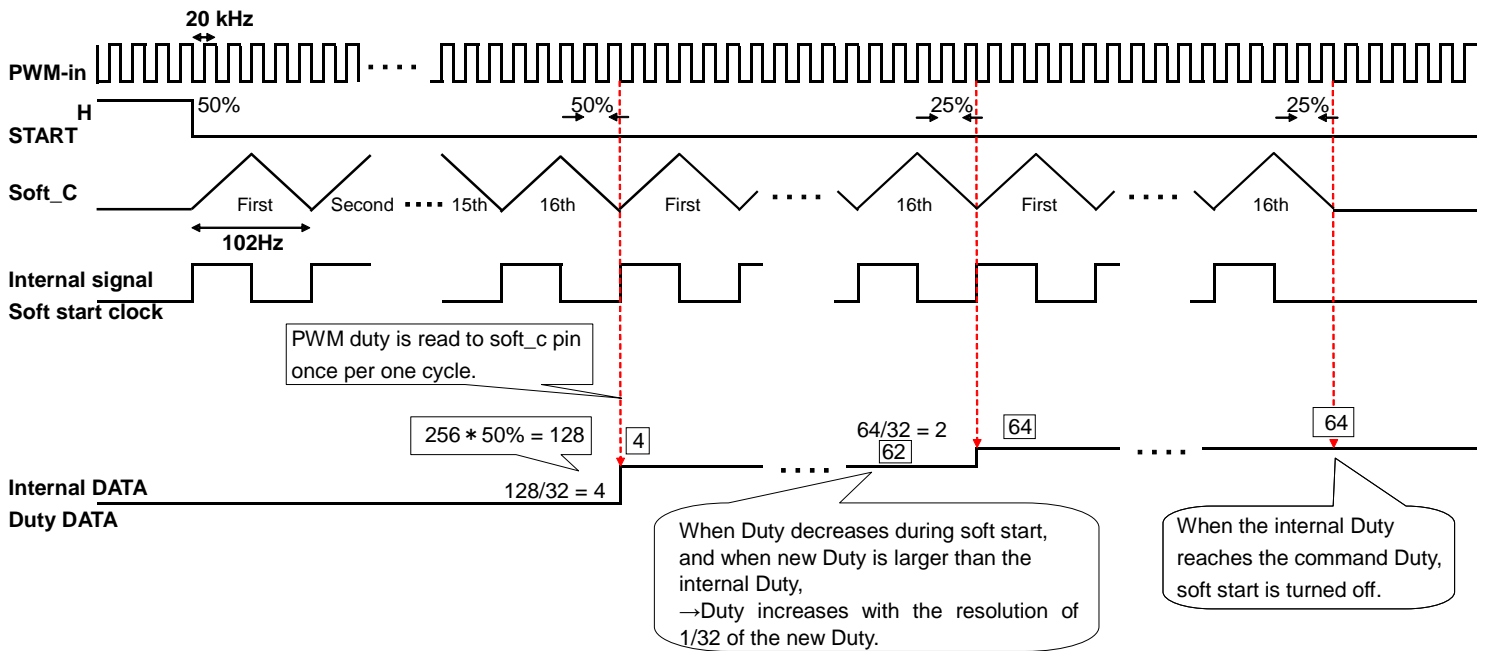 20 kHz
PWM-in
H
50%
50%
25%
25%
START
Soft_C
First
Second
15th
16th
First
16th
First
16th
102Hz
Internal signal
Soft start clock
PWM duty is read to soft_c pin
once per one cycle.
256 * 50% = 128
4
64/32 = 2
62
64
64
128/32 = 4
Internal DATA
Duty DATA
When Duty decreases during soft start,
and when new Duty is larger than the
internal Duty,
→Duty increases with the resolution of
1/32 of the new Duty.
When the internal Duty
reaches the command Duty,
soft start is turned off.